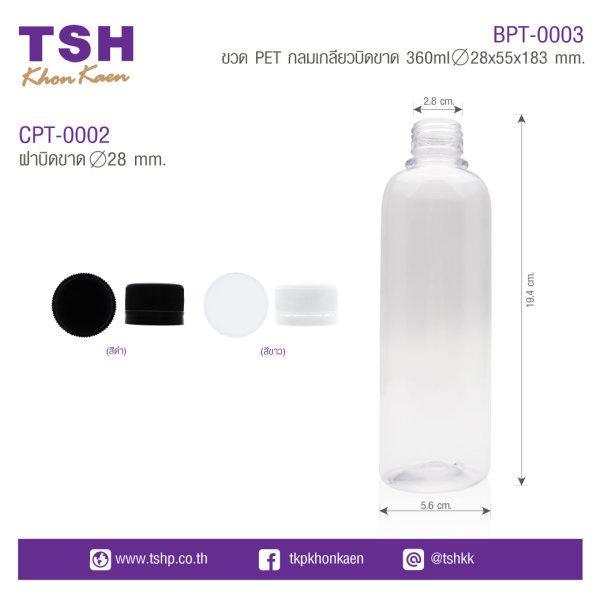 TSH
Khon Kaen
BPT-0003
ขวด PET กลมเกลียวบิดขาด 360ml∅28x55x183 mm.
2.8 cm.
CPT-0002
ฝาบิดขาด∅28 mm.
19.4 cm.
(สีดำ)
(สีขาว)
5.6 cm.
www.tshp.co.th
tkpkhonkaen
@tshkk